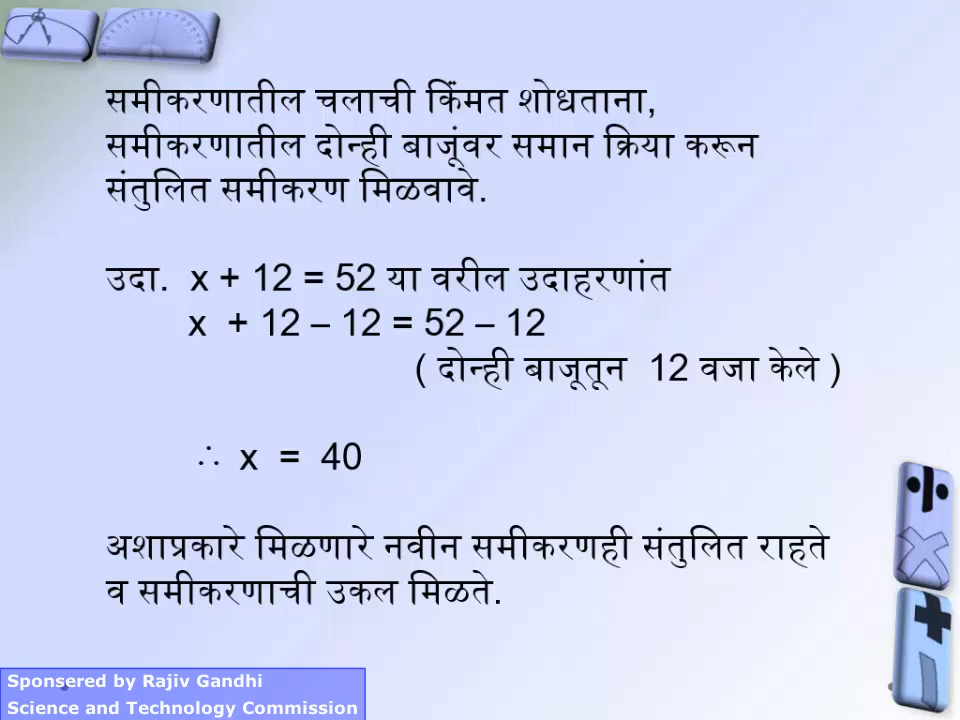 समीकरणातील चलाची किंमत शोधताना,
समीकरणातील दोन्ही बाजूंवर समान क्रिया करून
संतुलित समीकरण मिळवावे.
उदा. x + 12 = 52 या वरील उदाहरणांत
x + 12 – 12 = 52 – 12
( दोन्ही बाजूतून 12 वजा केले )
∴ x = 40
अशाप्रकारे मिळणारे नवीन समीकरणही संतुलित राहते
व समीकरणाची उकल मिळते.
Sponsered by Rajiv Gandhi
Science and Technology Commission